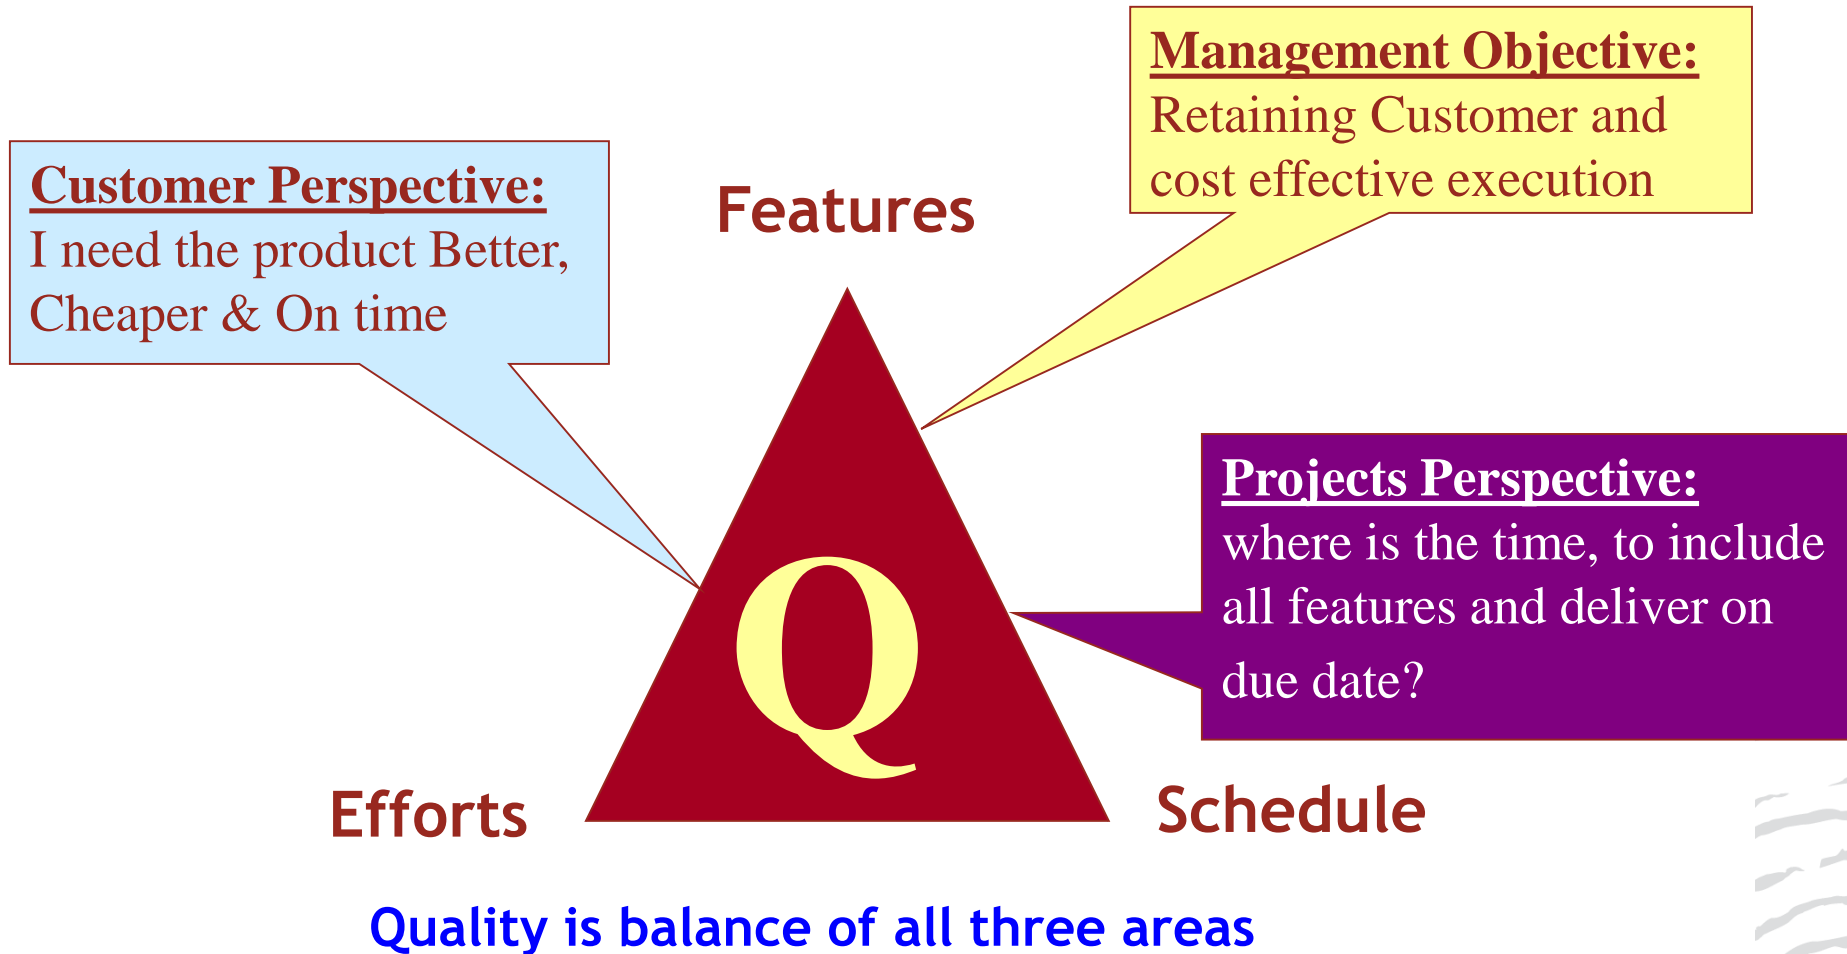 Management Objective:
Retaining Customer and
cost effective execution
Customer Perspective:
I need the product Better,
Cheaper & On time
Features
Projects Perspective:
where is the time, to include
all features and deliver on
due date?
Q
Efforts
Schedule
Quality is balance of all three areas